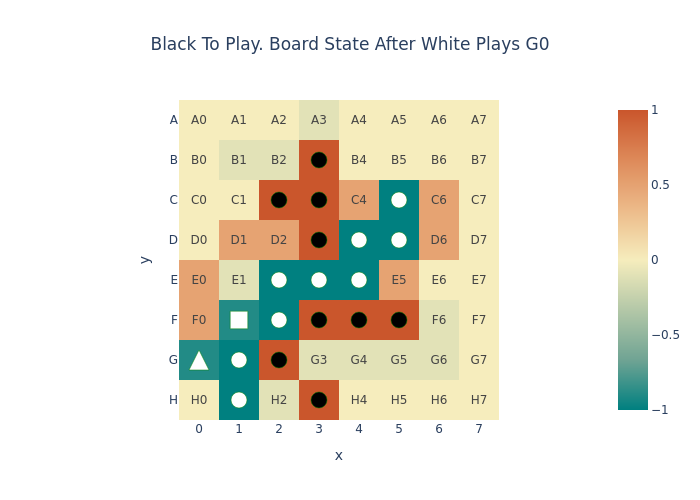 Black To Play. Board State After White Plays G0
A A0 A1 A2 A3 A4 A5 A6 A7
B B0 B1 B2 B4 B5 B6 B7
C C0 C1 C4 C6 C7
D D0 D1 D2 D6 D7
E E0 E1 E5 E6 E7
F F0 F6 F7
G G3 G4 G5 G6 G7
H H0 H2 H4 H5 H6 H7
0 1 2 3 4 5 6 7
x
y
1
0.5
0
−0.5
−1